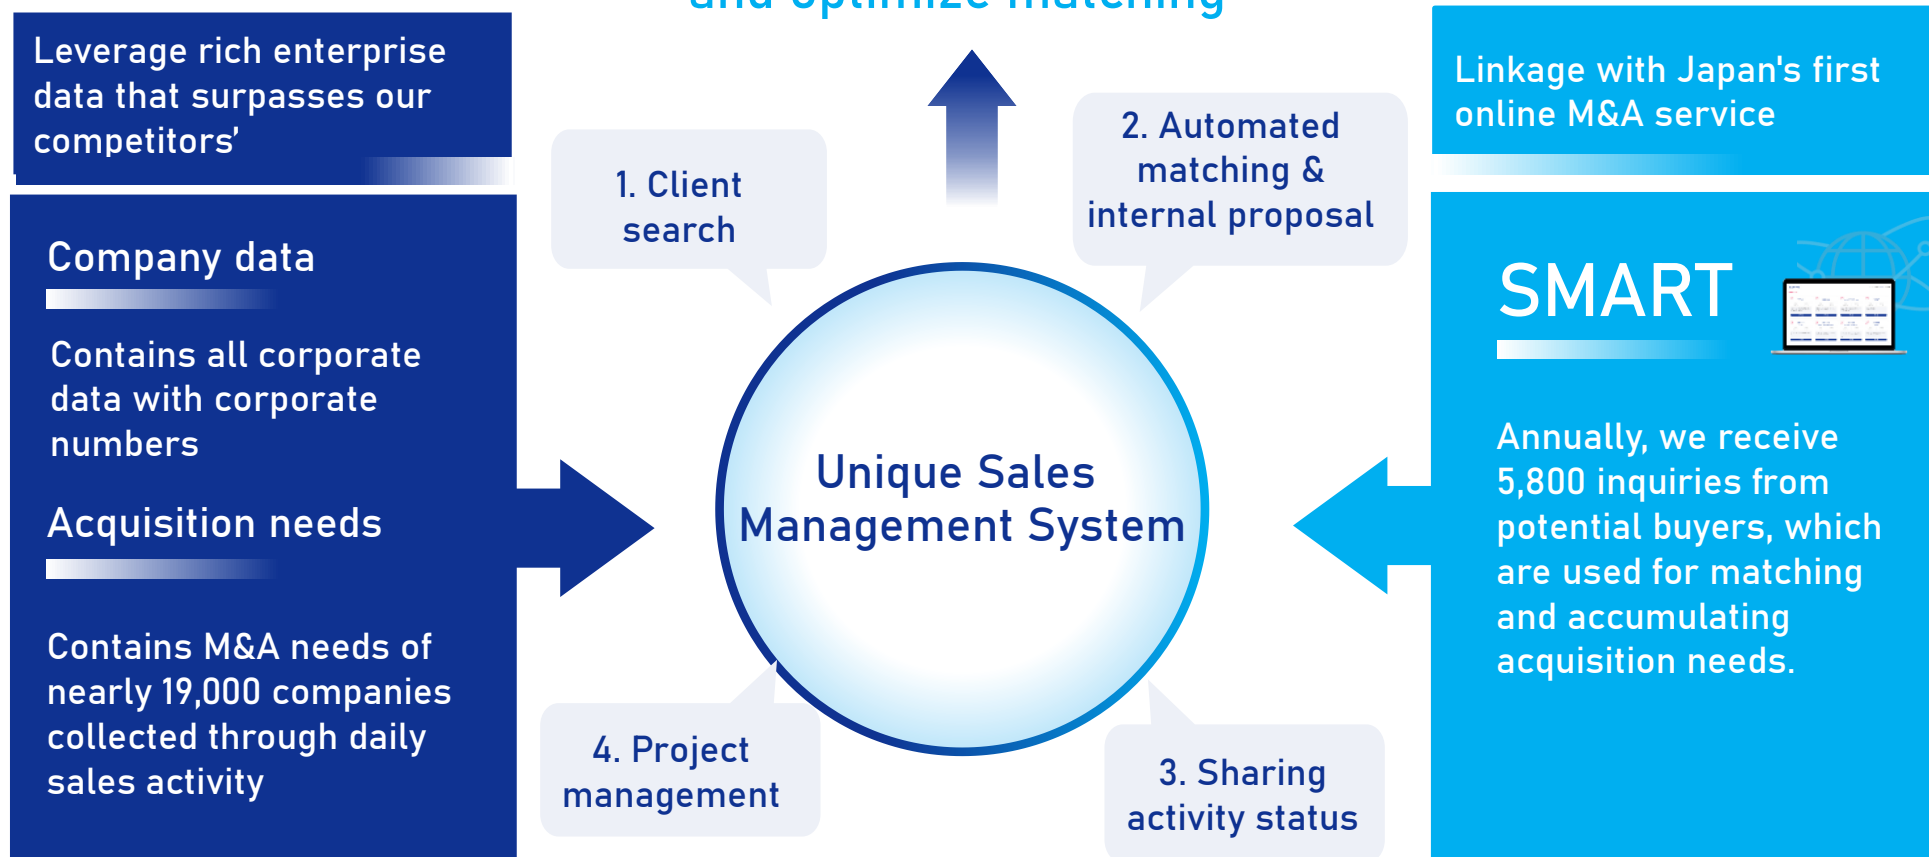 and optimize matching
Leverage rich enterprise
data that surpasses our
competitors’
Company data
Contains all corporate
data with corporate
numbers
Acquisition needs
Contains M&A needs of
nearly 19,000 companies
collected through daily
sales activity
1. Client
search
2. Automated
matching &
internal proposal
Unique Sales
Management System
4. Project
management
3. Sharing
activity status
Linkage with Japan's first
online M&A service
SMART
Annually, we receive
5,800 inquiries from
potential buyers, which
are used for matching
and accumulating
acquisition needs.